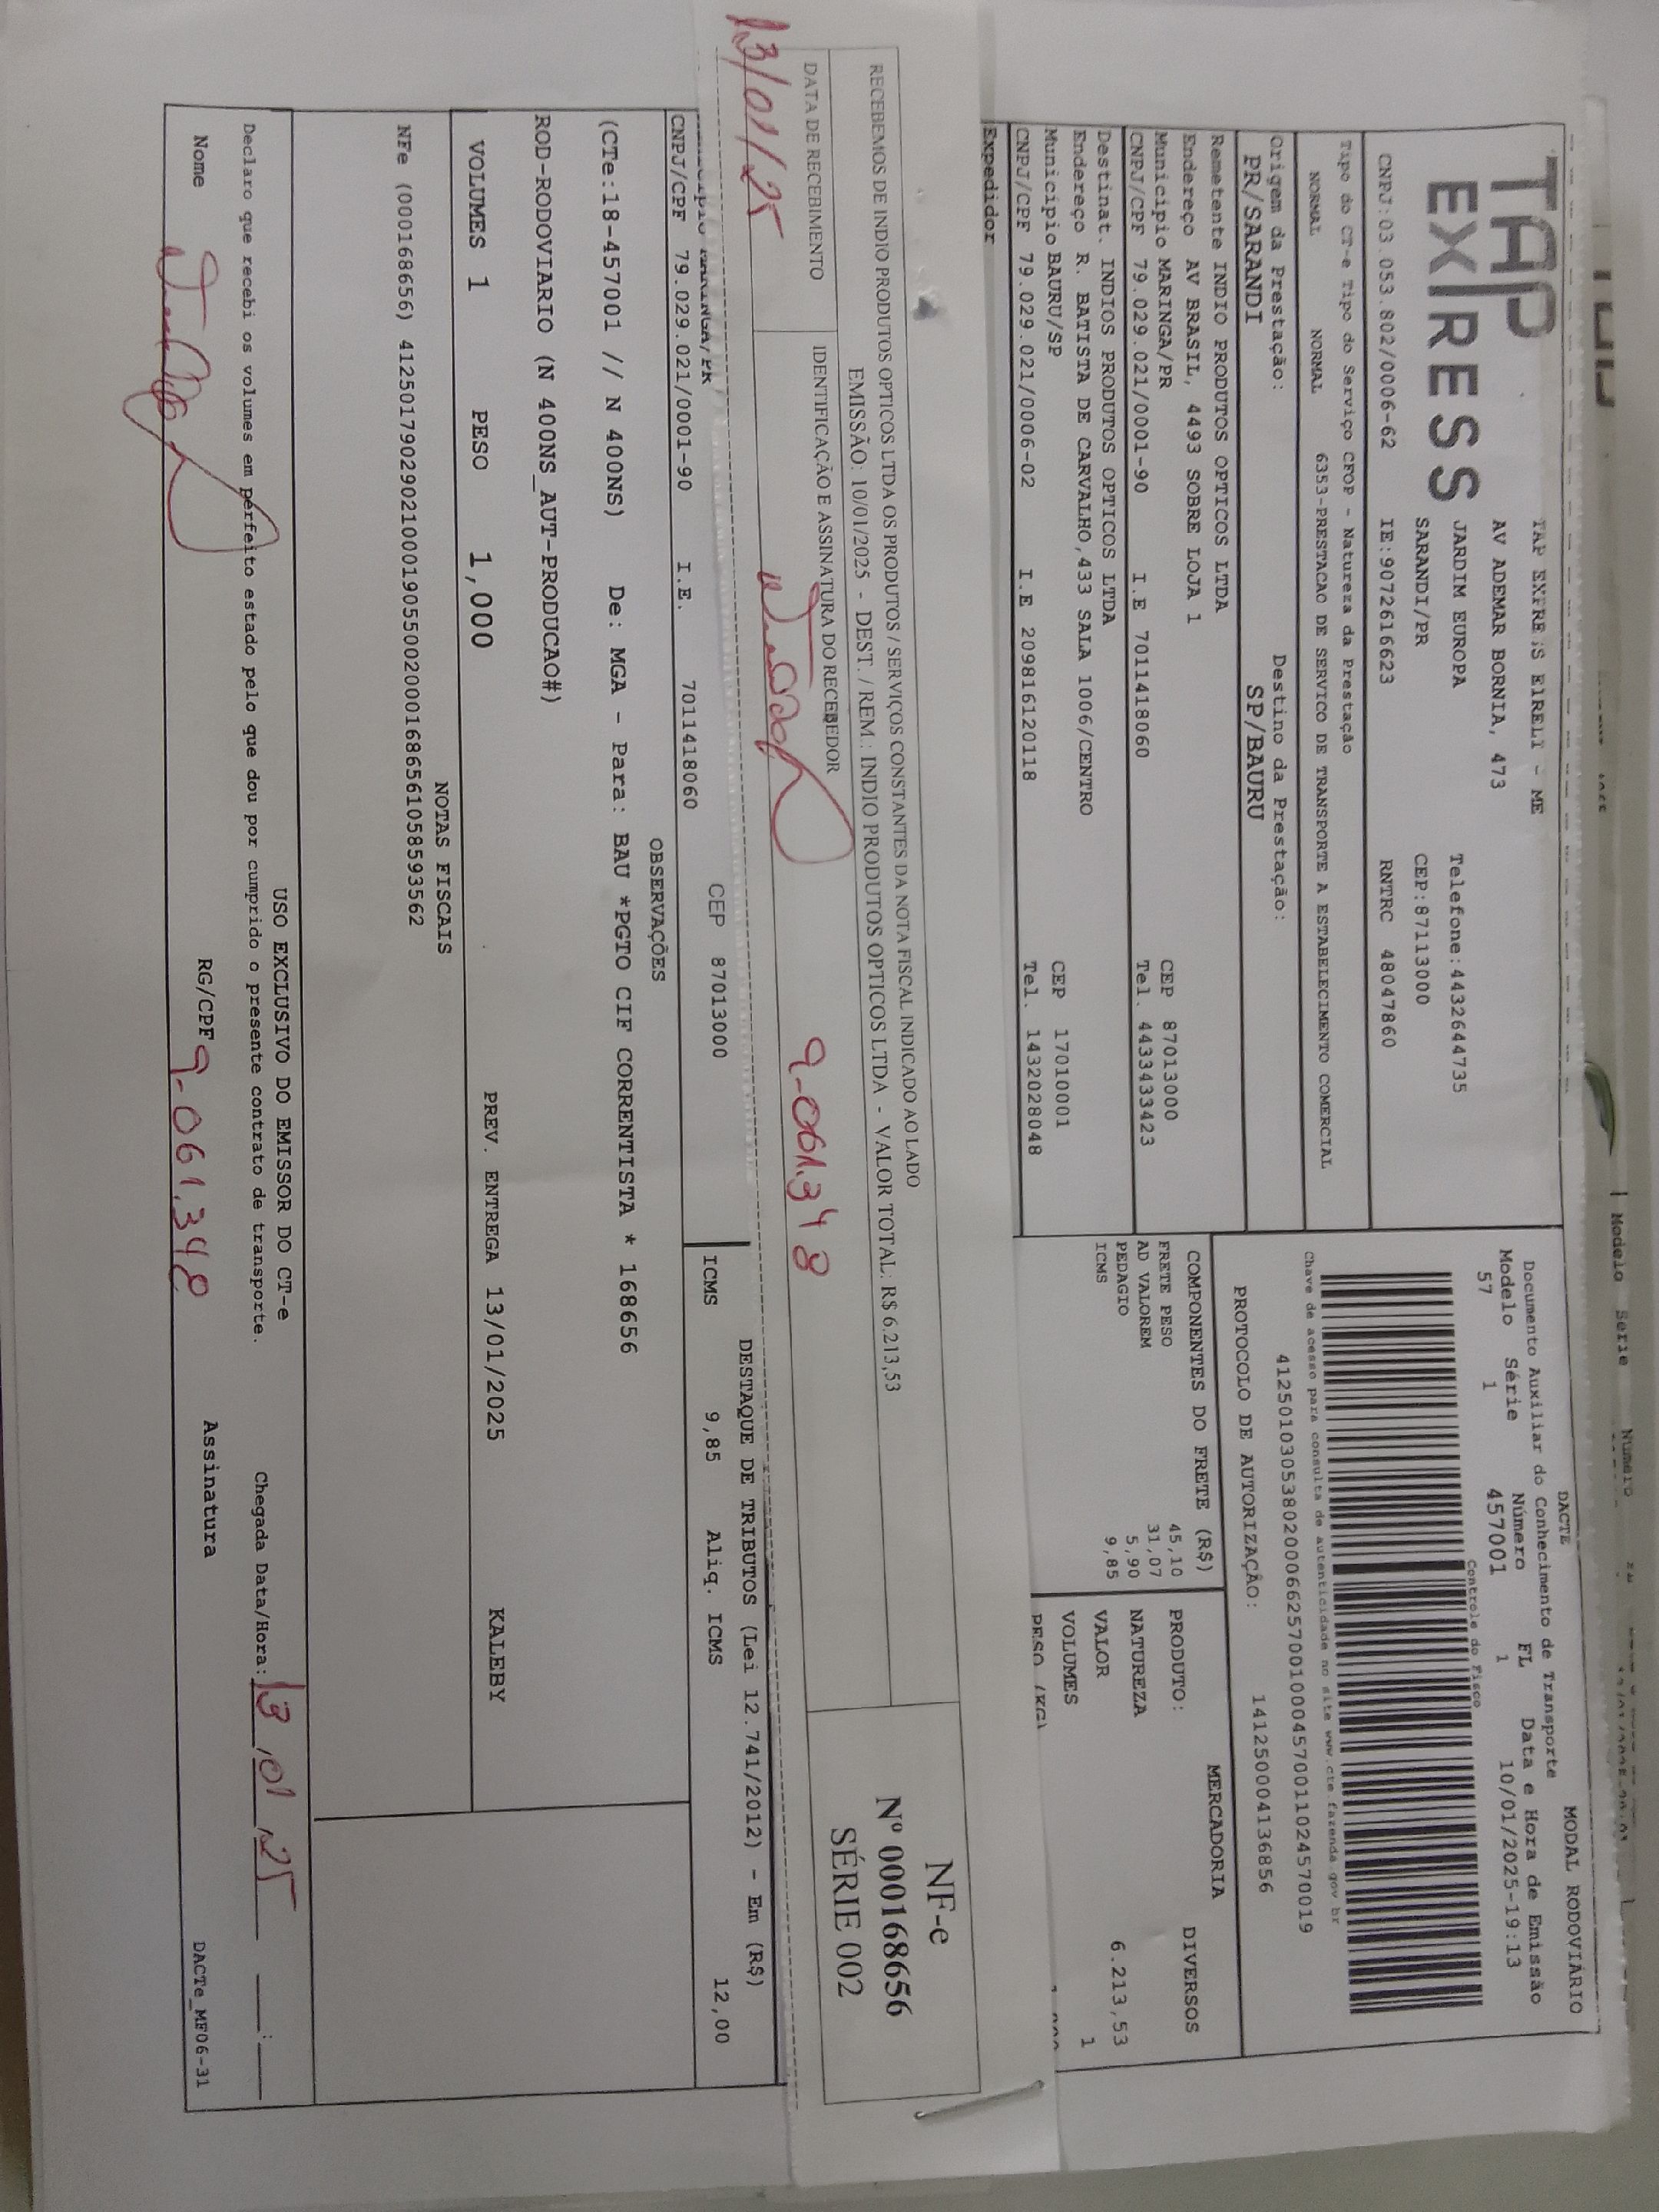 TAP EXPRESS
TAP EXPRESS EIRELI - ME
AV ADEMAR BORNIA, 473
JARDIM EUROPA Telefone:4432644735
SARANDI/PR CEP:87113000
CNPJ:03.053.802/0006-62 IE:9072616623 RNTRC 48047860
Tipo do CT-e Tipo do Serviço CFOP - Natureza da Prestação
NORMAL NORMAL 6353-PRESTACAO DE SERVICO DE TRANSPORTE A ESTABELECIMENTO COMERCIAL
Origem da Prestação: Destino da Prestação:
PR/SARANDI SP/BAURU
Remetente INDIO PRODUTOS OPTICOS LTDA
Endereço AV BRASIL, 4493 SOBRE LOJA 1
Municipio MARINGA/PR CEP 87013000
CNPJ/CPF 79.029.021/0001-90 I.E 7011418060 Tel. 443343423
Destinat. INDIOS PRODUTOS OPTICOS LTDA
Endereço R. BATISTA DE CARVALHO,433 SALA 1006/CENTRO
Municipio BAURU/SP CEP 17010001
CNPJ/CPF 79.029.021/0006-02 I.E 209816120118 Tel. 1432028048
Expedidor
DACTE MODAL RODOVIÁRIO
Documento Auxiliar do Conhecimento de Transporte
Modelo Série Número FL Data e Hora de Emissão
57 1 457001 1 10/01/2025-19:13
Controle do Fisco
Chave de acesso para consulta de autenticidade no site www.cte.fazenda.gov br
41250103053802000662570010004570011024570019
PROTOCOLO DE AUTORIZAÇÃO: 141250004136856
COMPONENTES DO FRETE (R$)
FRETE PESO 45,10
AD VALOREM 31,07
PEDAGIO 5,90
ICMS 9,85
MERCADORIA
PRODUTO: DIVERSOS
NATUREZA
VALOR 6.213,53
VOLUMES 1
PESO (KG)
RECEBEMOS DE INDIO PRODUTOS OPTICOS LTDA OS PRODUTOS / SERVIÇOS CONSTANTES DA NOTA FISCAL INDICADO AO LADO
EMISSÃO: 10/01/2025 - DEST. / REM.: INDIO PRODUTOS OPTICOS LTDA - VALOR TOTAL: R$ 6.213,53
DATA DE RECEBIMENTO IDENTIFICAÇÃO E ASSINATURA DO RECEBEDOR
13/01/25 9-061.348
NF-e
Nº 000168656
SÉRIE 002
MARINGA/PR CEP 87013000
CNPJ/CPF 79.029.021/0001-90 I.E. 7011418060
DESTAQUE DE TRIBUTOS (Lei 12.741/2012) - Em (R$)
ICMS 9,85 Aliq. ICMS 12,00
OBSERVAÇÕES
(CTe:18-457001 // N 400NS) De: MGA - Para: BAU *PGTO CIF CORRENTISTA * 168656
ROD-RODOVIARIO (N 400NS_AUT-PRODUCAO#)
VOLUMES 1 PESO 1,000 PREV. ENTREGA 13/01/2025 KALEBY
NOTAS FISCAIS
NFe (000168656) 41250179029021000190550020001686561058593562
USO EXCLUSIVO DO EMISSOR DO CT-e
Declaro que recebi os volumes em perfeito estado pelo que dou por cumprido o presente contrato de transporte. Chegada Data/Hora: 13,01,25
Nome RG/CPF 9-061.348 Assinatura DACTe_MF06-31